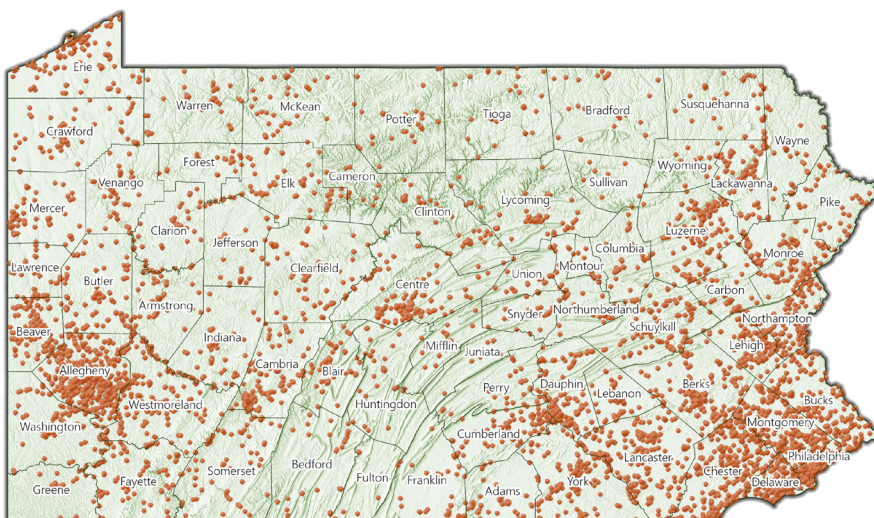 Erie
Warren
McKean
Potter
Tioga
Bradford
Susquehanna
Crawford
Wayne
Forest
Wyoming
Venango
Elk
Cameron
Sullivan
Lackawanna
Mercer
Clinton
Lycoming
Pike
Clarion
Jefferson
Luzerne
Columbia
Monroe
Lawrence
Butler
Clearfield
Centre
Union
Montour
Carbon
Armstrong
Snyder
Northumberland
Northampton
Beaver
Indiana
Mifflin
Juniata
Schuylkill
Lehigh
Allegheny
Cambria
Blair
Perry
Dauphin
Lebanon
Berks
Bucks
Westmoreland
Huntingdon
Montgomery
Washington
Cumberland
Lancaster
Philadelphia
Somerset
Bedford
Fulton
Franklin
Chester
Greene
Fayette
Adams
York
Delaware